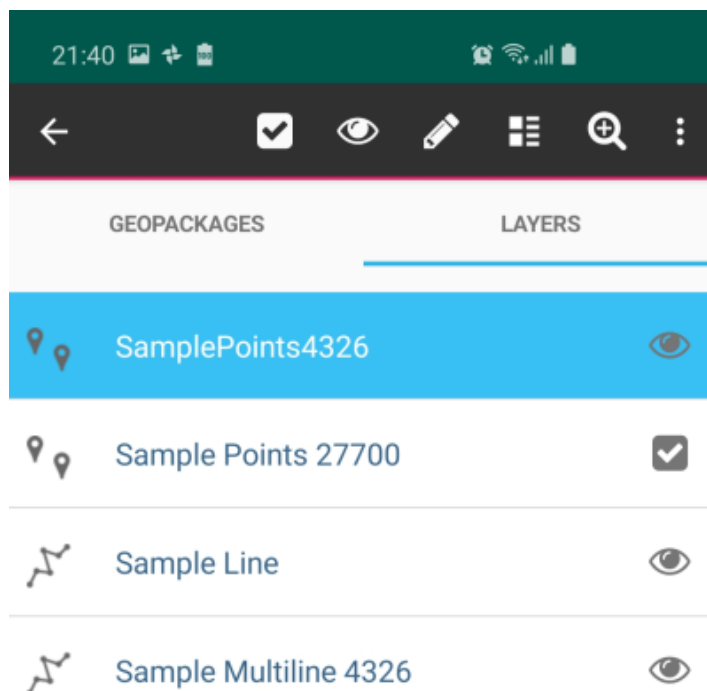 21:40
GEOPACKAGES LAYERS
SamplePoints4326
Sample Points 27700
Sample Line
Sample Multiline 4326